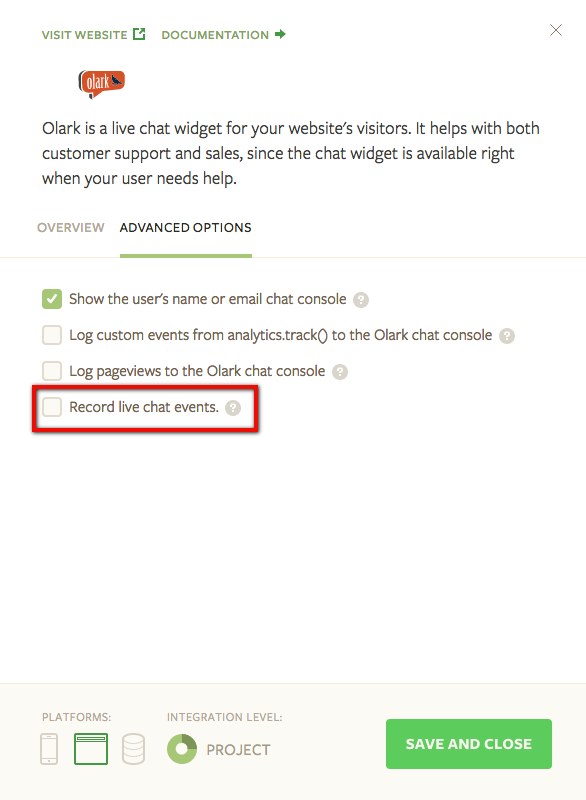 VISIT WEBSITE DOCUMENTATION
olark
Olark is a live chat widget for your website's visitors. It helps with both
customer support and sales, since the chat widget is available right
when your user needs help.
OVERVIEW ADVANCED OPTIONS
Show the user's name or email chat console ?
Log custom events from analytics.track() to the Olark chat console ?
Log pageviews to the Olark chat console ?
Record live chat events. ?
PLATFORMS: INTEGRATION LEVEL:
PROJECT
SAVE AND CLOSE